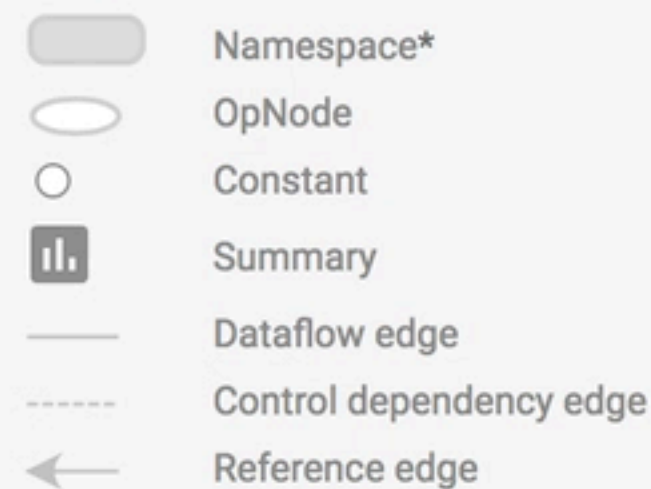 Namespace*
OpNode
Constant
Summary
Dataflow edge
Control dependency edge
Reference edge